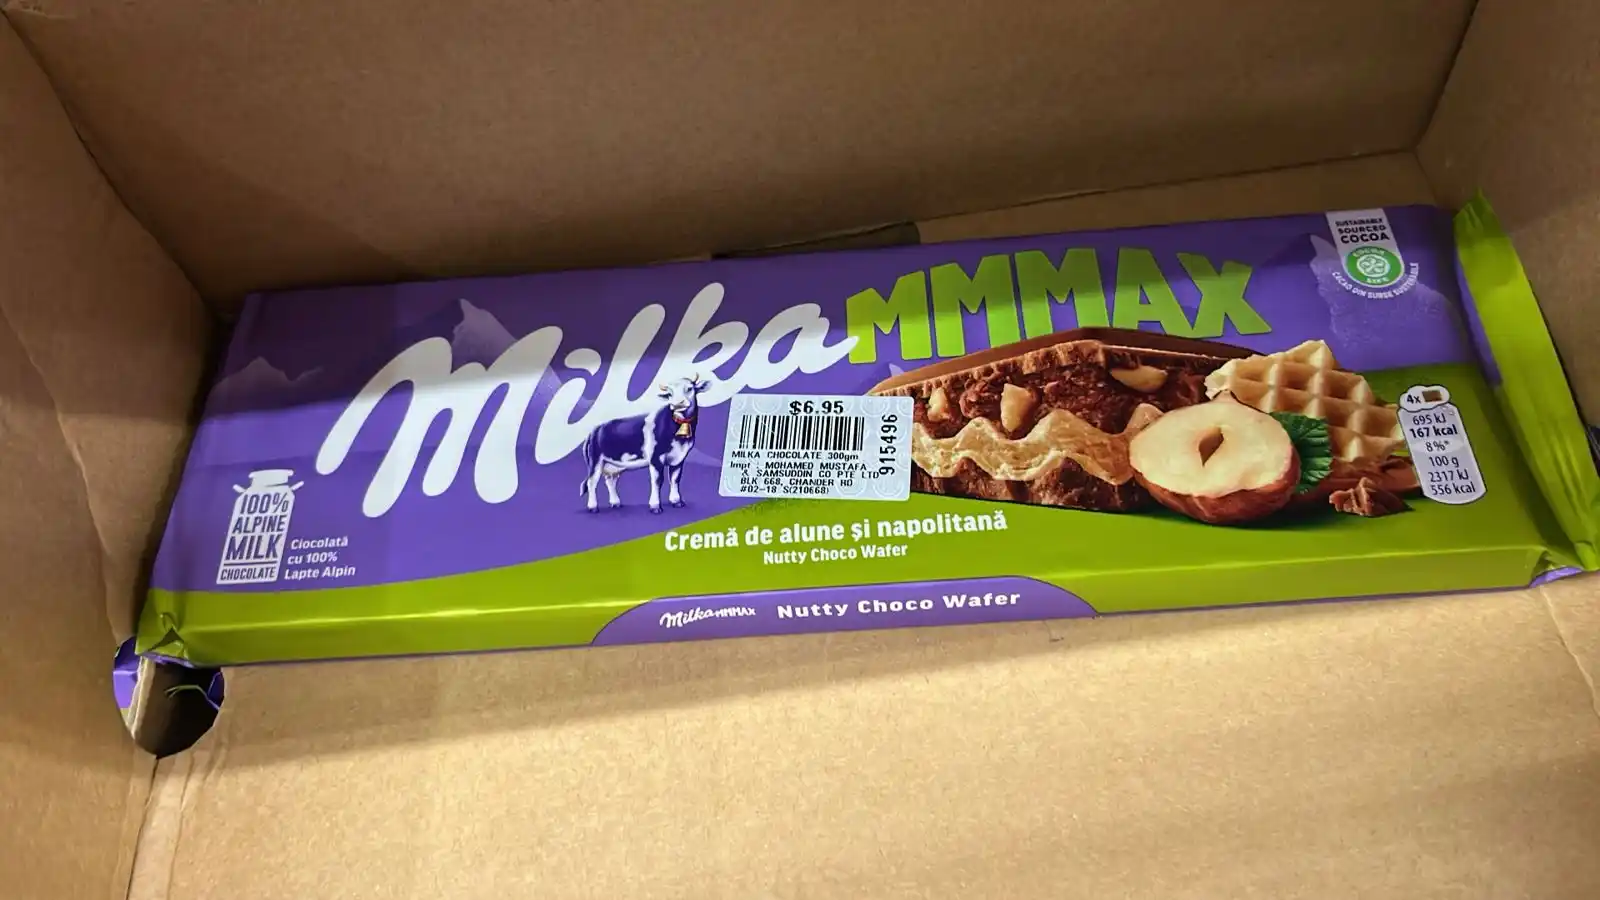 Milka MMMAX
SUSTAINABLY
SOURCED
COCOA
COCOA
LIFE
$6.95
MILKA CHOCOLATE 300gm
Impt : MOHAMED MUSTAFA
& SAMSUDDIN CO PTE LTD
BLK 668, CHANDER RD
#02-18 S(210668)
915496
4x
695 kJ
167 kcal
8%*
100 g
2317 kJ
556 kcal
100%
ALPINE
MILK
CHOCOLATE
Ciocolată
cu 100%
Lapte Alpin
Cremă de alune și napolitană
Nutty Choco Wafer
Milka MMMAX Nutty Choco Wafer